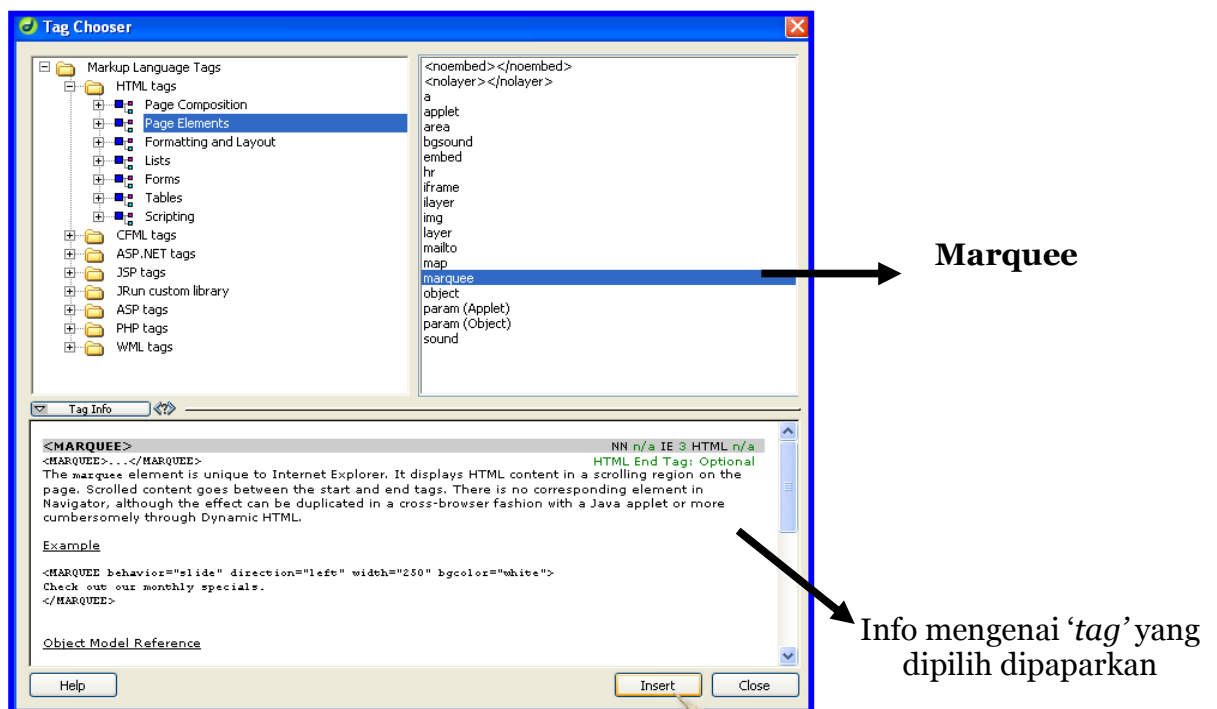 Tag Chooser
Markup Language Tags
HTML tags
Page Composition
Page Elements
Formatting and Layout
Lists
Forms
Tables
Scripting
CFML tags
ASP.NET tags
JSP tags
JRun custom library
ASP tags
PHP tags
WML tags
<noembed></noembed>
<nolayer></nolayer>
a
applet
area
bgsound
embed
hr
iframe
ilayer
img
layer
mailto
map
marquee
object
param (Applet)
param (Object)
sound
Marquee
Tag Info
<MARQUEE> NN n/a IE 3 HTML n/a
<MARQUEE>...</MARQUEE> HTML End Tag: Optional
The marquee element is unique to Internet Explorer. It displays HTML content in a scrolling region on the
page. Scrolled content goes between the start and end tags. There is no corresponding element in
Navigator, although the effect can be duplicated in a cross-browser fashion with a Java applet or more
cumbersomely through Dynamic HTML.
Example
<MARQUEE behavior="slide" direction="left" width="250" bgcolor="white">
Check out our monthly specials.
</MARQUEE>
Object Model Reference
Info mengenai ‘tag’ yang
dipilih dipaparkan
Help Insert Close